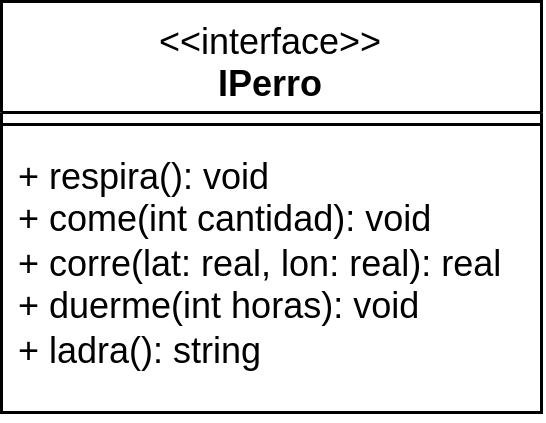 <<interface>>
IPerro
+ respira(): void
+ come(int cantidad): void
+ corre(lat: real, lon: real): real
+ duerme(int horas): void
+ ladra(): string